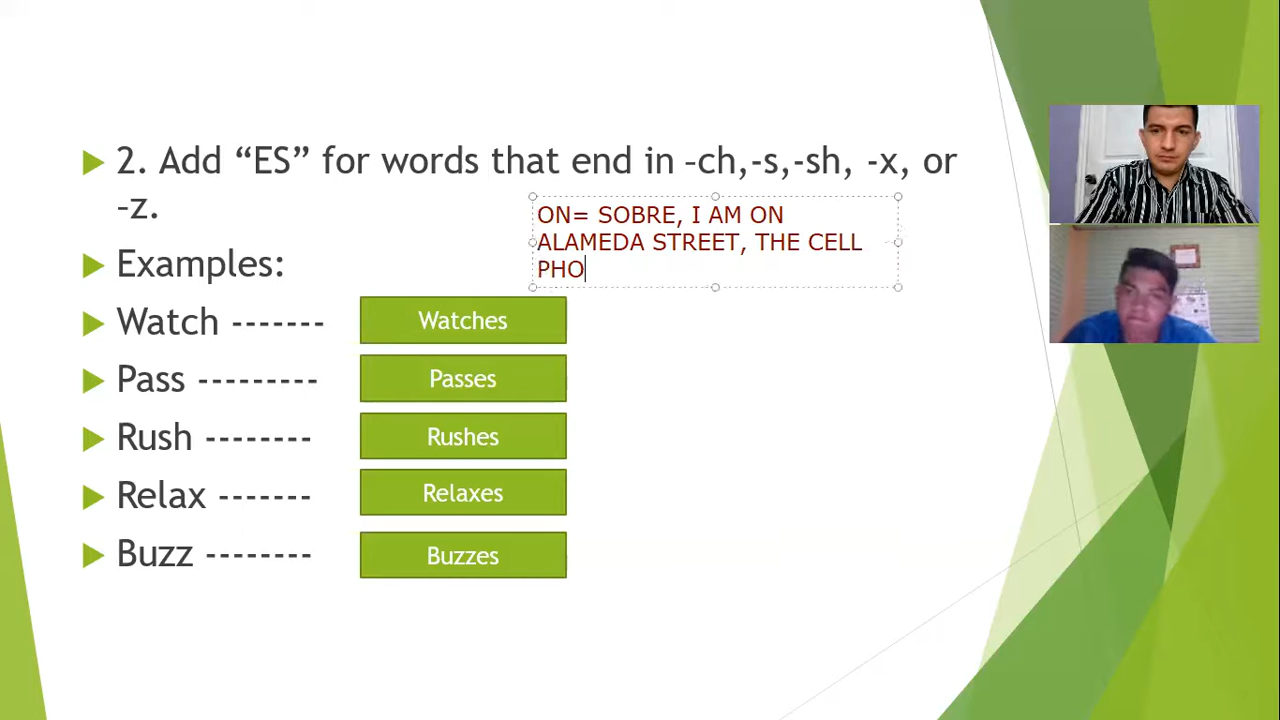 2. Add “ES” for words that end in –ch,-s,-sh, -x, or
–z.
ON= SOBRE, I AM ON
ALAMEDA STREET, THE CELL
PHO
Examples:
Watch ------- Watches
Pass --------- Passes
Rush -------- Rushes
Relax ------- Relaxes
Buzz -------- Buzzes